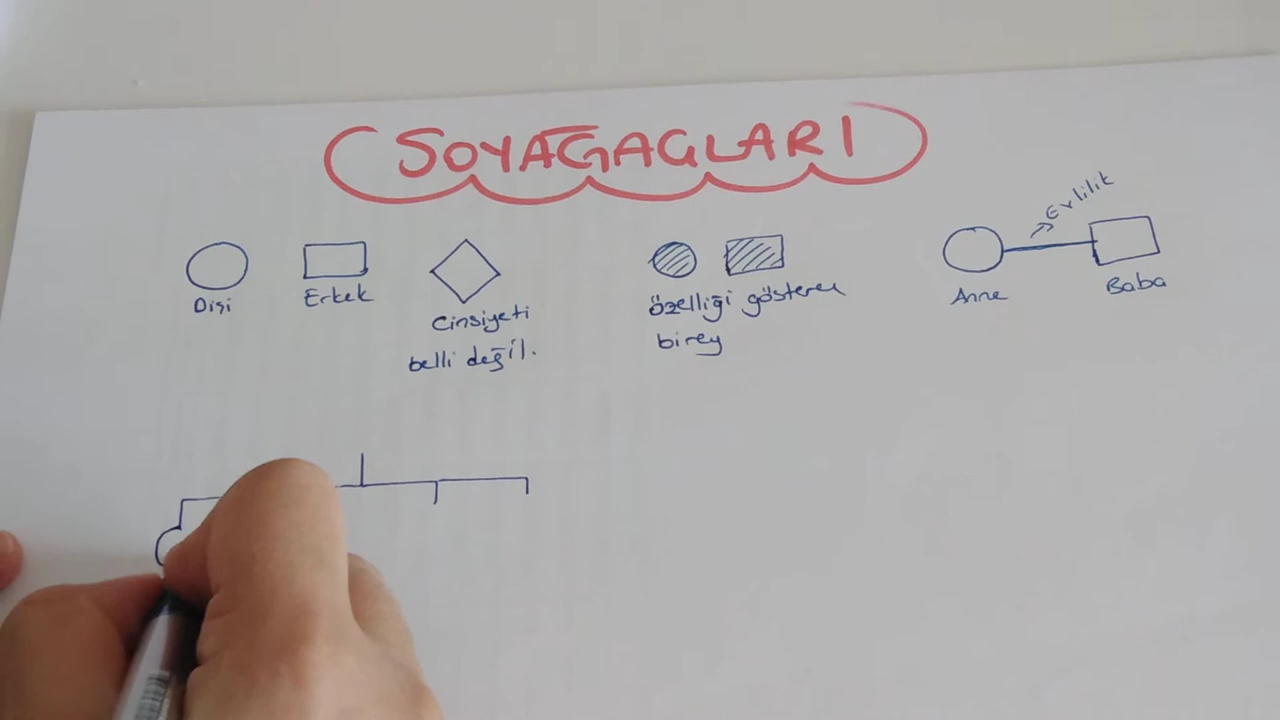 SOYAĞAÇLARI
Dişi
Erkek
Cinsiyeti
belli değil.
özelliği gösteren
birey
Evlilik
Anne
Baba